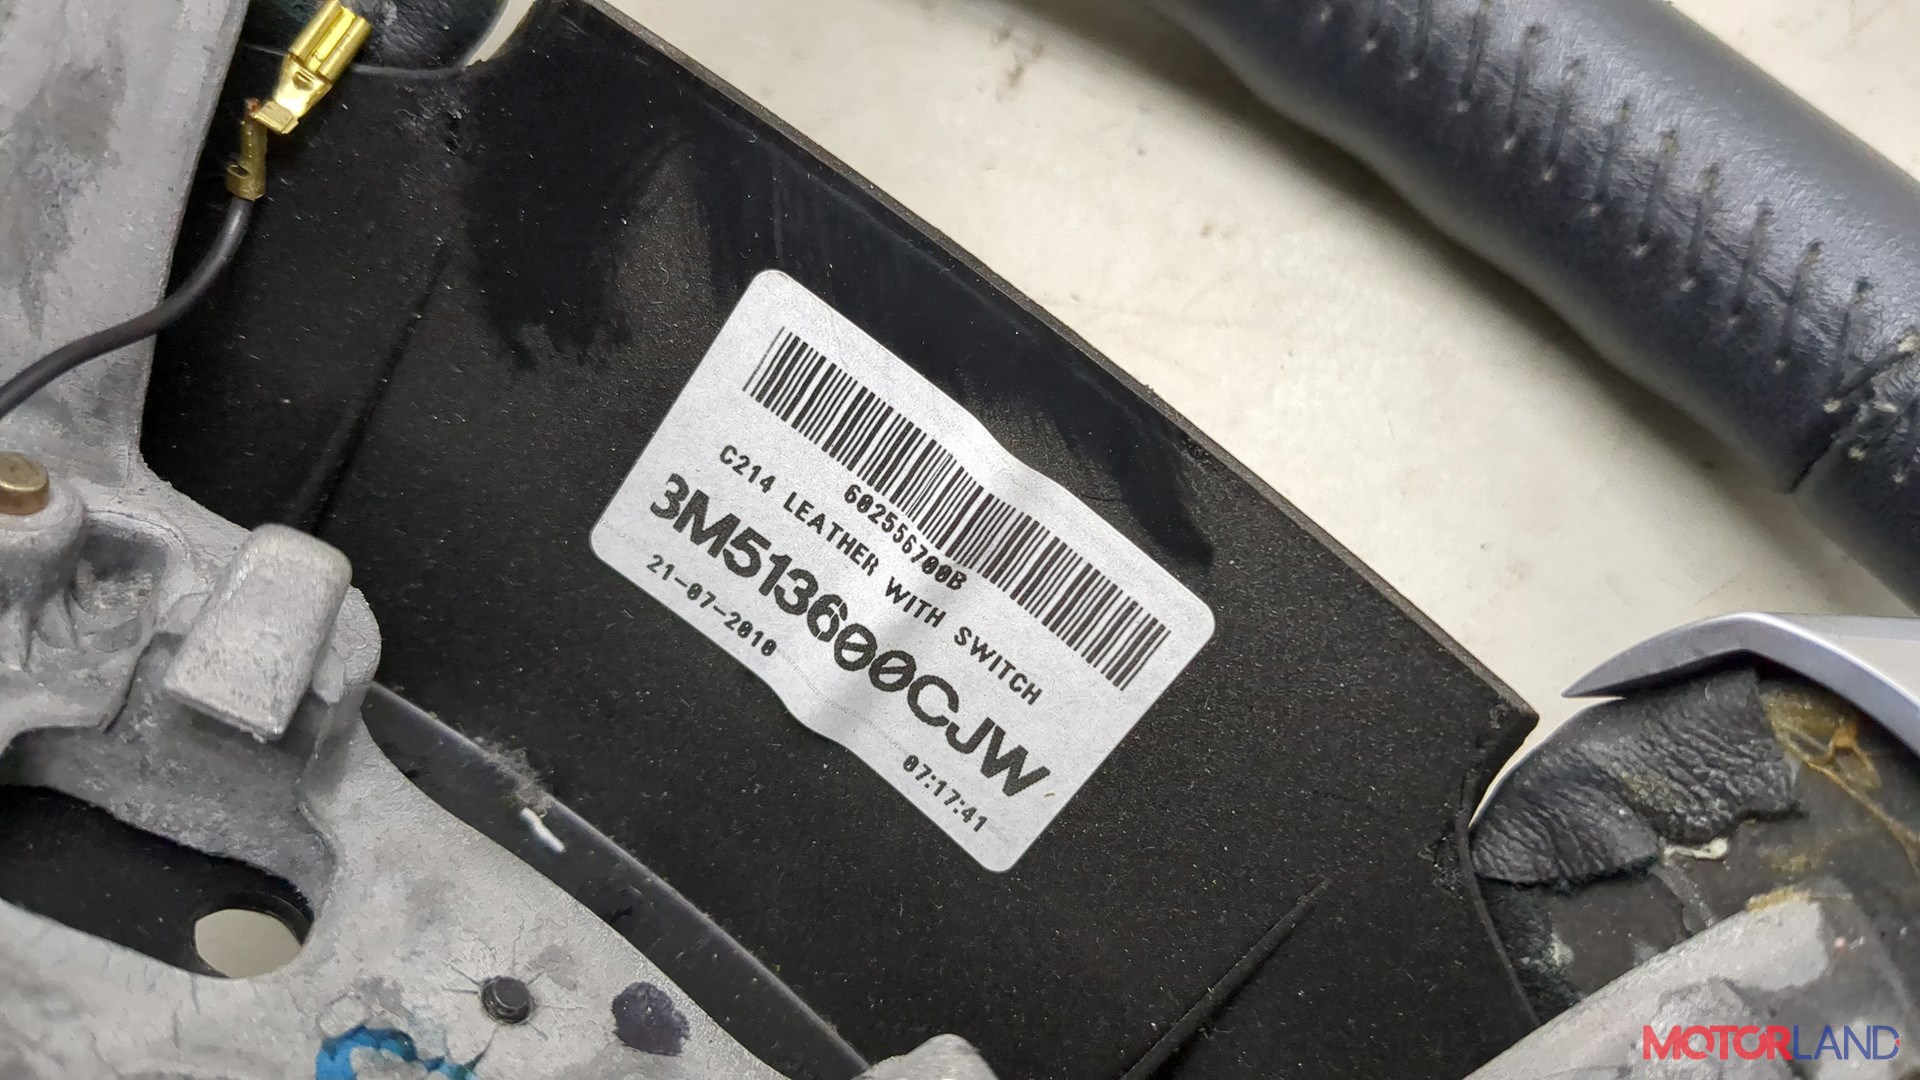 602556700B
C214 LEATHER WITH SWITCH
3M513600CJW
21-07-2010 07:17:41
MOTORLAND